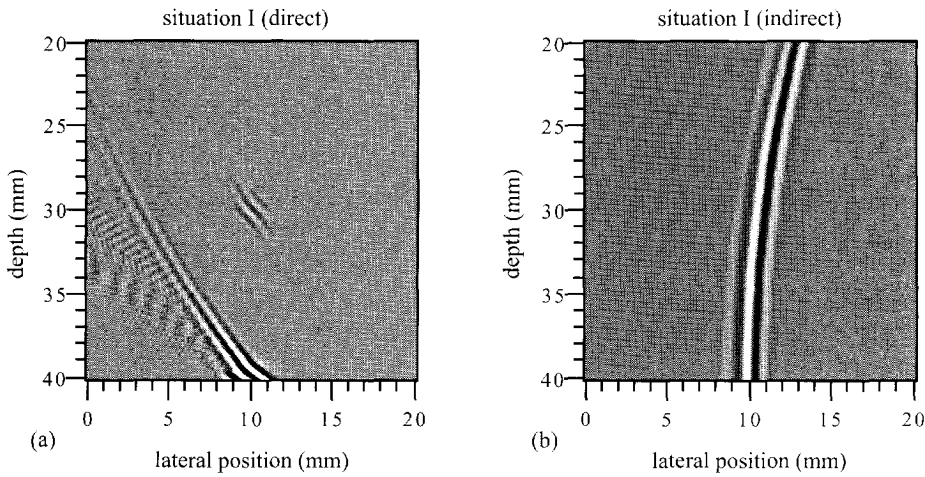 situation I (direct)
20
25
30
35
40
depth (mm)
0 5 10 15 20
(a)
lateral position (mm)
situation I (indirect)
20
25
30
35
40
depth (mm)
0 5 10 15 20
(b)
lateral position (mm)